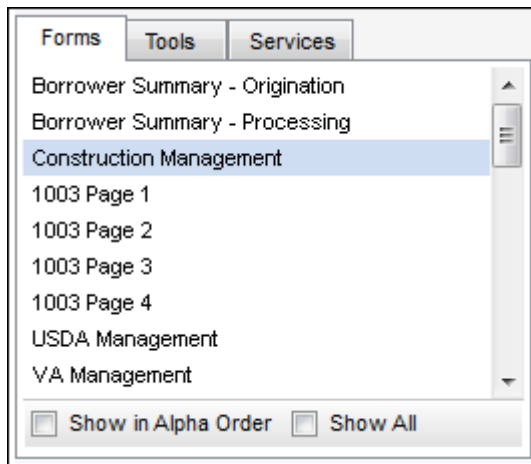 Forms Tools Services
Borrower Summary - Origination
Borrower Summary - Processing
Construction Management
1003 Page 1
1003 Page 2
1003 Page 3
1003 Page 4
USDA Management
VA Management
Show in Alpha Order Show All